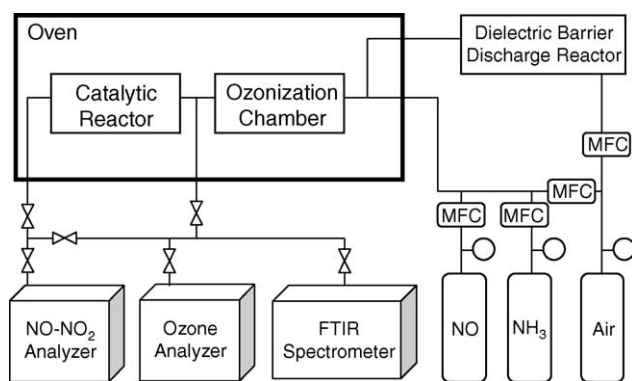 Oven
Dielectric Barrier
Discharge Reactor
Catalytic
Reactor
Ozonization
Chamber
MFC
MFC
MFC
MFC
NO-NO₂
Analyzer
Ozone
Analyzer
FTIR
Spectrometer
NO
NH₃
Air